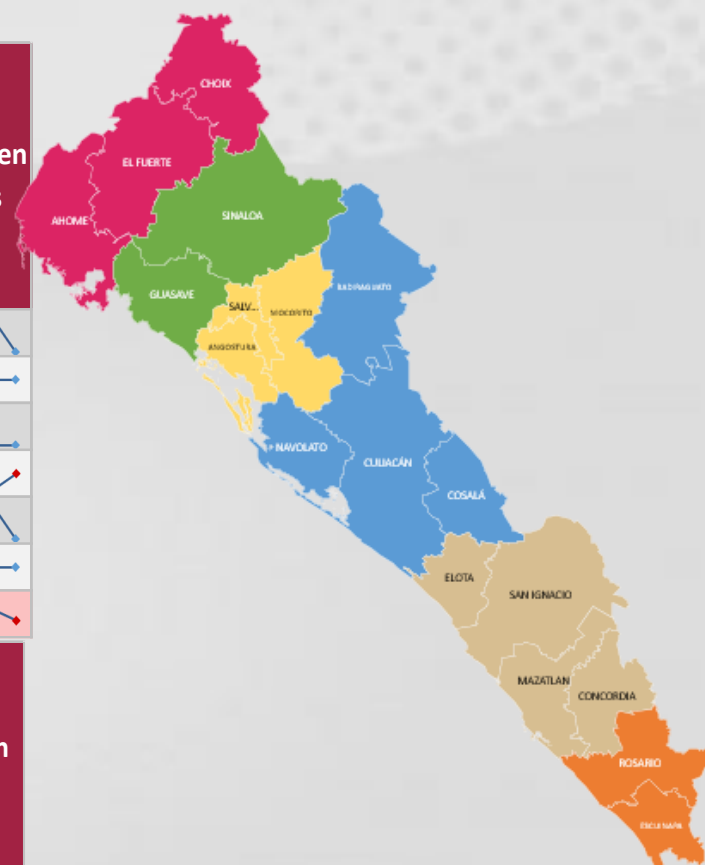 CHOIX
en
EL FUERTE
s
AHOME
SINALOA
BADIRAGUATO
GUASAVE
SALV...
MOCORITO
ANGOSTURA
NAVOLATO
CULIACÁN
COSALÁ
ELOTA
SAN IGNACIO
MAZATLAN
CONCORDIA
n
ROSARIO
ESCUINAPA